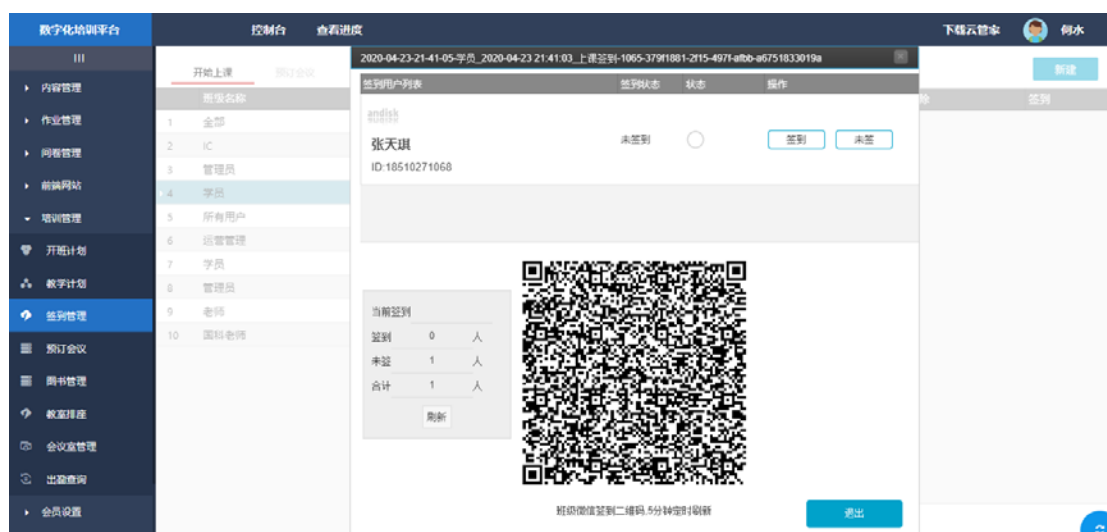 数字化培训平台 控制台 查看进度 下载云管家 何水
2020-04-23-21-41-05-学员_2020-04-23 21:41:03_上课签到-1065-379f1881-2f15-497f-afbb-a6751833019a
开始上课 预订会议 新建
签到用户列表 签到状态 状态 操作
班级名称 签到
andisk
张天琪 未签到 签到 未签
ID:18510271068
1 全部
2 IC
3 管理员
4 学员
5 所有用户
6 运营管理
7 学员
8 管理员
9 老师
10 国科老师
内容管理
作业管理
问卷管理
前端网站
培训管理
开班计划
教学计划
签到管理
预订会议
图书管理
教室排座
会议室管理
出勤查询
会员设置
当前签到
签到 0 人
未签 1 人
合计 1 人
刷新
班级微信签到二维码,5分钟定时刷新
退出